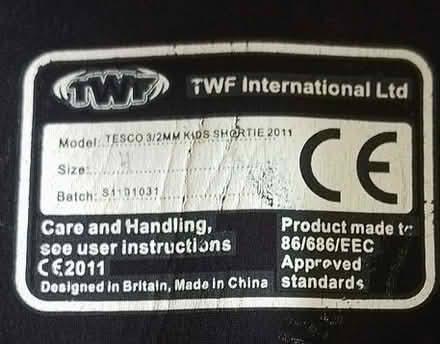 TWF
TWF International Ltd
Model: TESCO 3/2MM KIDS SHORTIE 2011
Size:
Batch: S1101031
CE
Care and Handling,
see user instructions
CE2011
Designed in Britain, Made in China
Product made to
86/686/EEC
Approved
standards